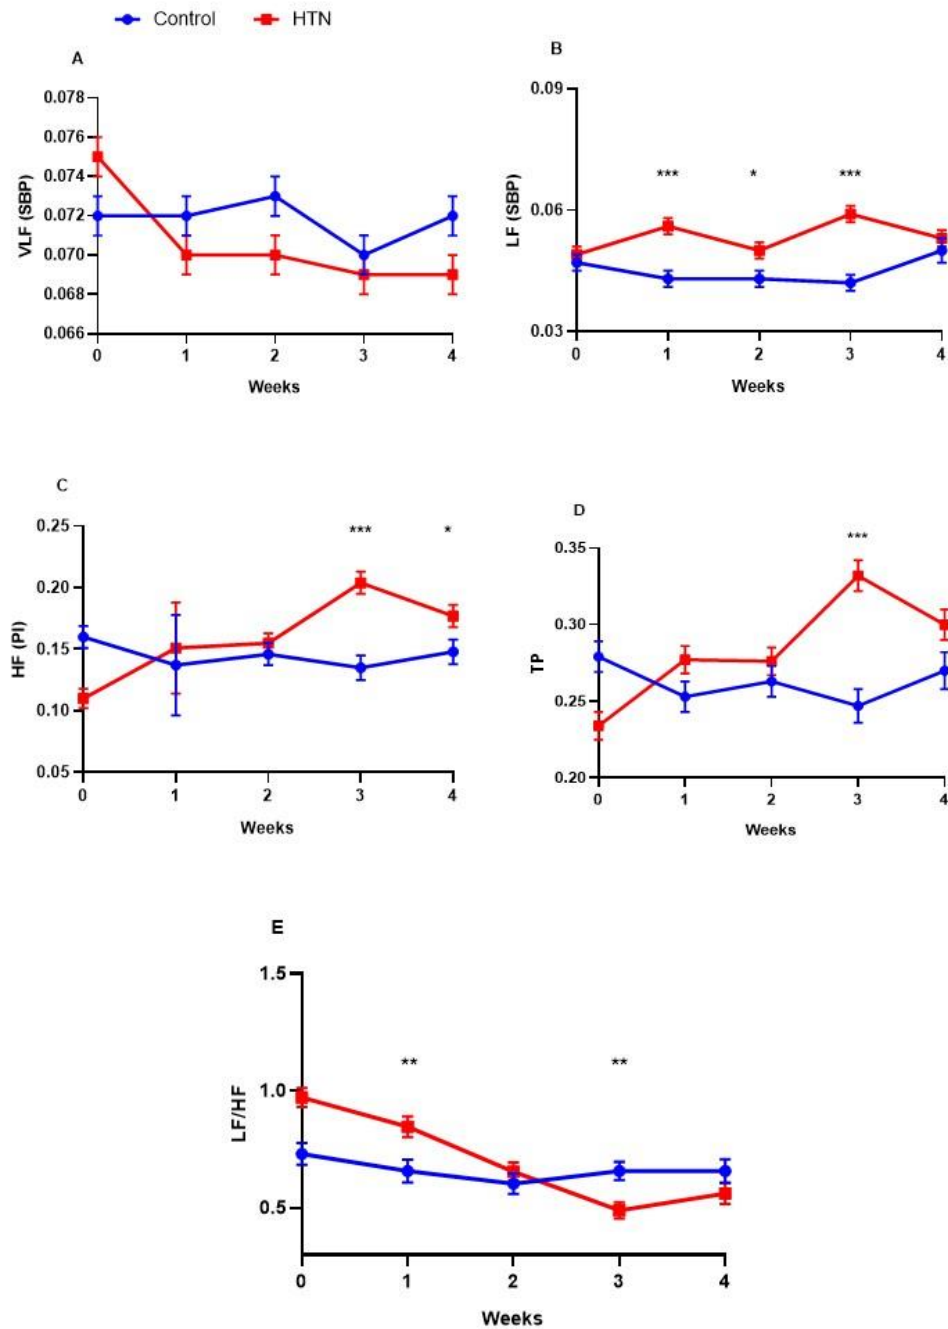 Control HTN
A
VLF (SBP)
0.078
0.076
0.074
0.072
0.070
0.068
0.066
0 1 2 3 4
Weeks
B
LF (SBP)
0.09
0.06
0.03
*** * ***
0 1 2 3 4
Weeks
C
HF (PI)
0.25
0.20
0.15
0.10
0.05
*** *
0 1 2 3 4
Weeks
D
TP
0.35
0.30
0.25
0.20
***
0 1 2 3 4
Weeks
E
LF/HF
1.5
1.0
0.5
** **
0 1 2 3 4
Weeks